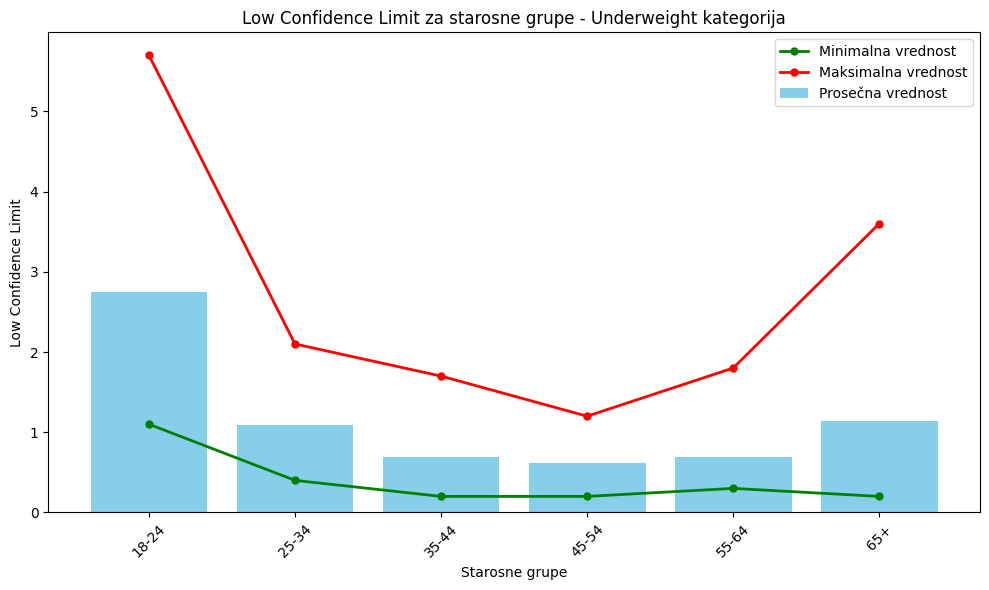 Low Confidence Limit za starosne grupe - Underweight kategorija
Minimalna vrednost
Maksimalna vrednost
Prosečna vrednost
Low Confidence Limit
5
4
3
2
1
0
18-24
25-34
35-44
45-54
55-64
65+
Starosne grupe